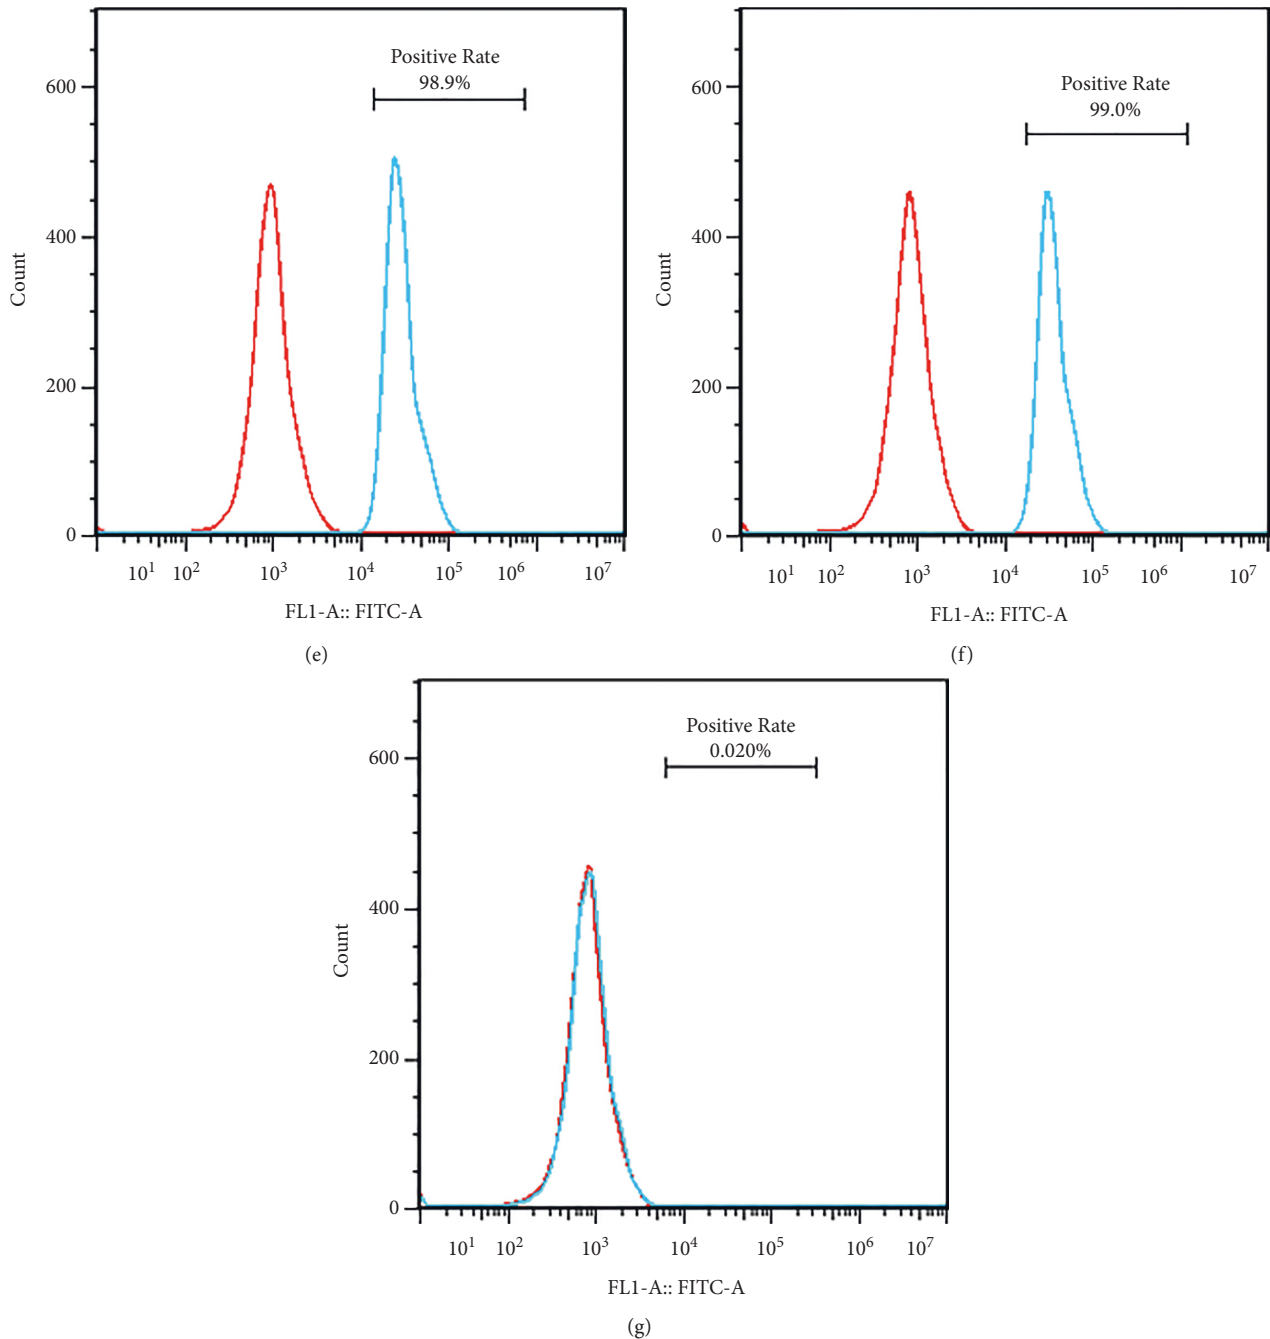 Positive Rate
98.9%
600
400
200
0
Count
10¹ 10² 10³ 10⁴ 10⁵ 10⁶ 10⁷
FL1-A:: FITC-A
(e)
Positive Rate
99.0%
600
400
200
0
Count
10¹ 10² 10³ 10⁴ 10⁵ 10⁶ 10⁷
FL1-A:: FITC-A
(f)
Positive Rate
0.020%
600
400
200
0
Count
10¹ 10² 10³ 10⁴ 10⁵ 10⁶ 10⁷
FL1-A:: FITC-A
(g)